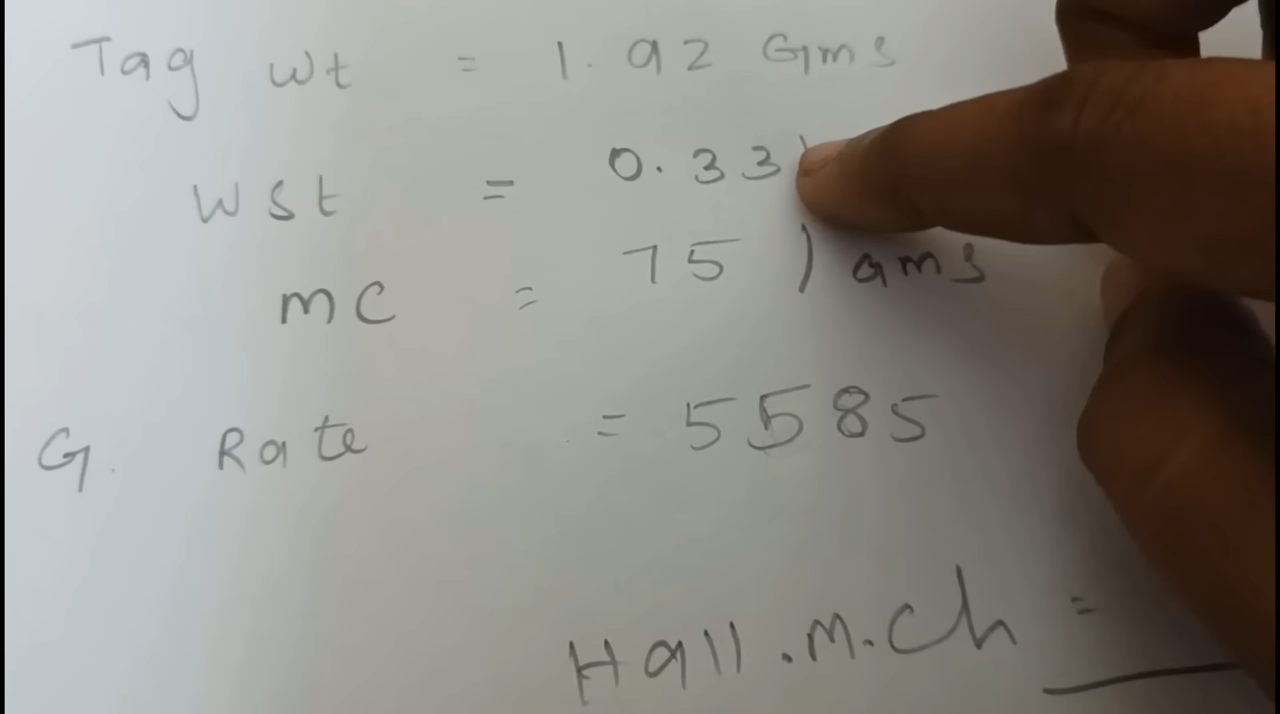 Tag Wt = 1.92 Gms
Wst = 0.33
mc = 75 ) gms
G. Rate = 5585
Hall.m.ch =